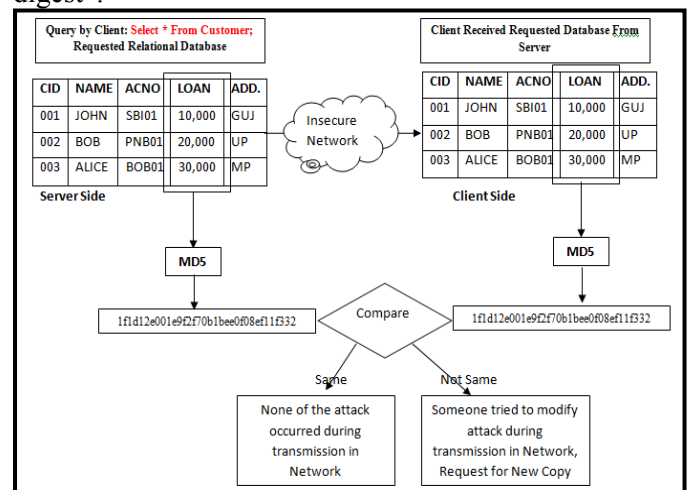 digest .
Query by Client: Select * From Customer;
Requested Relational Database
Client Received Requested Database From
Server
CID NAME ACNO LOAN ADD.
001 JOHN SBI01 10,000 GUJ
002 BOB PNB01 20,000 UP
003 ALICE BOB01 30,000 MP
Server Side
Insecure
Network
CID NAME ACNO LOAN ADD.
001 JOHN SBI01 10,000 GUJ
002 BOB PNB01 20,000 UP
003 ALICE BOB01 30,000 MP
Client Side
MD5
MD5
1f1d12e001e9f2f70b1bee0f08ef11f332
Compare
1f1d12e001e9f2f70b1bee0f08ef11f332
Same
Not Same
None of the attack
occurred during
transmission in
Network
Someone tried to modify
attack during
transmission in Network,
Request for New Copy